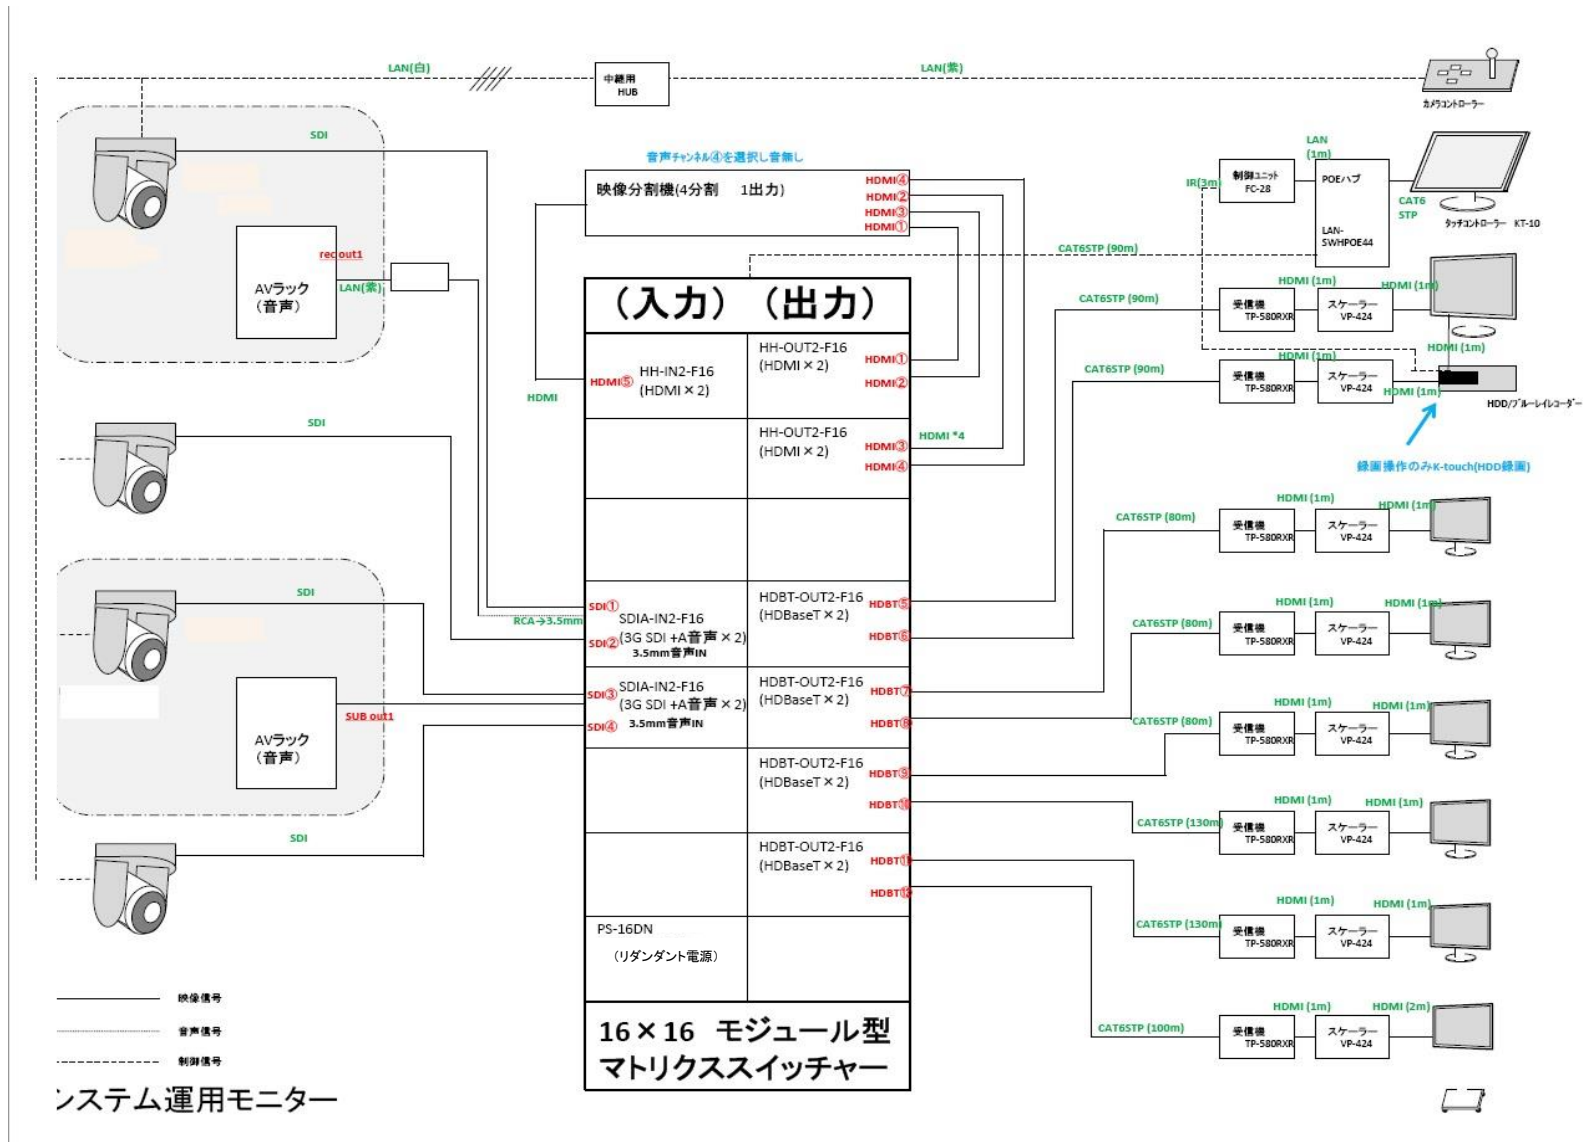 LAN(白)
中継用
HUB
LAN(紫)
カメラコントローラー
SDI
音声チャンネル④を選択し音無し
映像分割機(4分割　1出力)
HDMI④
HDMI②
HDMI③
HDMI①
IR(3m)
制御ユニット
FC-28
LAN
(1m)
POEハブ
LAN-
SWHPOE44
CAT6
STP
タッチコントローラー　KT-10
rec out1
AVラック
（音声）
LAN(紫)
CAT6STP (90m)
（入力）
（出力）
CAT6STP (90m)
HDMI (1m)
HDMI (1m)
受信機
TP-580RXR
スケーラー
VP-424
HDMI (1m)
HDMI⑤
HH-IN2-F16
(HDMI×2)
HDMI
HH-OUT2-F16
(HDMI×2)
HDMI①
HDMI②
CAT6STP (90m)
HDMI (1m)
受信機
TP-580RXR
スケーラー
VP-424
HDMI (1m)
HDD/ブルーレイレコーダー
SDI
HH-OUT2-F16
(HDMI×2)
HDMI③
HDMI④
HDMI *4
録画操作のみK-touch(HDD録画)
CAT6STP (80m)
HDMI (1m)
HDMI (1m)
受信機
TP-580RXR
スケーラー
VP-424
SDI
RCA→3.5mm
SDI①
SDI②
SDIA-IN2-F16
(3G SDI +A音声×2)
3.5mm音声IN
HDBT-OUT2-F16
(HDBaseT×2)
HDBT⑤
HDBT⑥
CAT6STP (80m)
HDMI (1m)
HDMI (1m)
受信機
TP-580RXR
スケーラー
VP-424
SDI③
SDI④
SDIA-IN2-F16
(3G SDI +A音声×2)
3.5mm音声IN
HDBT-OUT2-F16
(HDBaseT×2)
HDBT⑦
HDBT⑧
SUB out1
AVラック
（音声）
CAT6STP (80m)
HDMI (1m)
HDMI (1m)
受信機
TP-580RXR
スケーラー
VP-424
HDBT-OUT2-F16
(HDBaseT×2)
HDBT⑨
HDBT⑩
CAT6STP (130m)
HDMI (1m)
HDMI (1m)
受信機
TP-580RXR
スケーラー
VP-424
SDI
HDBT-OUT2-F16
(HDBaseT×2)
HDBT⑪
CAT6STP (130m)
HDMI (1m)
HDMI (1m)
受信機
TP-580RXR
スケーラー
VP-424
PS-16DN
（リダンダント電源）
CAT6STP (100m)
HDMI (1m)
HDMI (2m)
受信機
TP-580RXR
スケーラー
VP-424
映像信号
音声信号
制御信号
16×16　モジュール型
マトリクススイッチャー
システム運用モニター